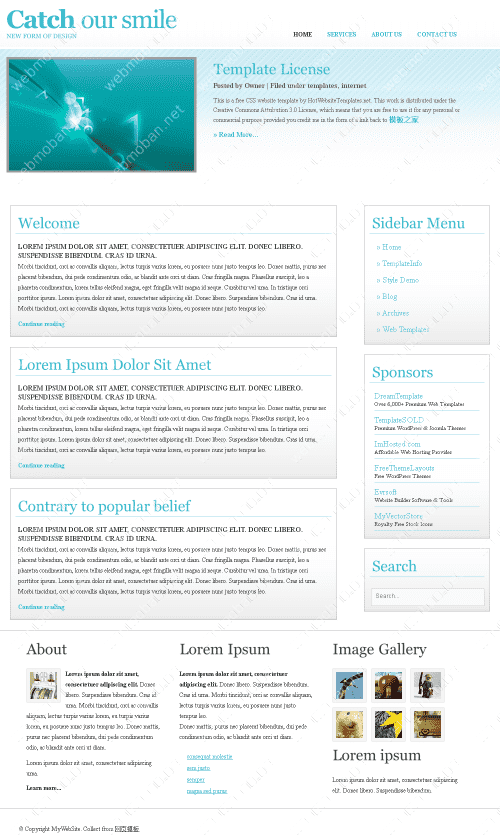 Catch our smile
NEW FORM OF DESIGN
HOME SERVICES ABOUT US CONTACT US
Template License
Posted by Owner | Filed under templates, internet
This is a free CSS website template by HotWebsiteTemplates.net. This work is distributed under the
Creative Commons Attribution 3.0 License, which means that you are free to use it for any personal or
commercial purpose provided you credit me in the form of a link back to 模板之家
» Read More...
webmoban.net
Welcome
LOREM IPSUM DOLOR SIT AMET, CONSECTETUER ADIPISCING ELIT. DONEC LIBERO.
SUSPENDISSE BIBENDUM. CRAS ID URNA.
Morbi tincidunt, orci ac convallis aliquam, lectus turpis varius lorem, eu posuere nunc justo tempus leo. Donec mattis, purus nec
placerat bibendum, dui pede condimentum odio, ac blandit ante orci ut diam. Cras fringilla magna. Phasellus suscipit, leo a
pharetra condimentum, lorem tellus eleifend magna, eget fringilla velit magna id neque. Curabitur vel urna. In tristique orci
porttitor ipsum. Lorem ipsum dolor sit amet, consectetuer adipiscing elit. Donec libero. Suspendisse bibendum. Cras id urna.
Morbi tincidunt, orci ac convallis aliquam, lectus turpis varius lorem, eu posuere nunc justo tempus leo.
Continue reading
Lorem Ipsum Dolor Sit Amet
LOREM IPSUM DOLOR SIT AMET, CONSECTETUER ADIPISCING ELIT. DONEC LIBERO.
SUSPENDISSE BIBENDUM. CRAS ID URNA.
Morbi tincidunt, orci ac convallis aliquam, lectus turpis varius lorem, eu posuere nunc justo tempus leo. Donec mattis, purus nec
placerat bibendum, dui pede condimentum odio, ac blandit ante orci ut diam. Cras fringilla magna. Phasellus suscipit, leo a
pharetra condimentum, lorem tellus eleifend magna, eget fringilla velit magna id neque. Curabitur vel urna. In tristique orci
porttitor ipsum. Lorem ipsum dolor sit amet, consectetuer adipiscing elit. Donec libero. Suspendisse bibendum. Cras id urna.
Morbi tincidunt, orci ac convallis aliquam, lectus turpis varius lorem, eu posuere nunc justo tempus leo.
Continue reading
Contrary to popular belief
LOREM IPSUM DOLOR SIT AMET, CONSECTETUER ADIPISCING ELIT. DONEC LIBERO.
SUSPENDISSE BIBENDUM. CRAS ID URNA.
Morbi tincidunt, orci ac convallis aliquam, lectus turpis varius lorem, eu posuere nunc justo tempus leo. Donec mattis, purus nec
placerat bibendum, dui pede condimentum odio, ac blandit ante orci ut diam. Cras fringilla magna. Phasellus suscipit, leo a
pharetra condimentum, lorem tellus eleifend magna, eget fringilla velit magna id neque. Curabitur vel urna. In tristique orci
porttitor ipsum. Lorem ipsum dolor sit amet, consectetuer adipiscing elit. Donec libero. Suspendisse bibendum. Cras id urna.
Morbi tincidunt, orci ac convallis aliquam, lectus turpis varius lorem, eu posuere nunc justo tempus leo.
Continue reading
Sidebar Menu
» Home
» TemplateInfo
» Style Demo
» Blog
» Archives
» Web Templates
Sponsors
DreamTemplate
Over 6,000+ Premium Web Templates
TemplateSOLD
Premium WordPress & Joomla Themes
ImHosted.com
Affordable Web Hosting Provider
FreeThemeLayouts
Free WordPress Themes
Evrsoft
Website Builder Software & Tools
MyVectorStore
Royalty Free Stock Icons
Search
Search...
About
Lorem ipsum dolor sit amet,
consectetuer adipiscing elit. Donec
libero. Suspendisse bibendum. Cras id
urna. Morbi tincidunt, orci ac convallis
aliquam, lectus turpis varius lorem, eu
posuere nunc justo tempus leo. Donec mattis,
purus nec placerat bibendum, dui pede condimentum
odio, ac blandit ante orci ut diam.
Lorem ipsum dolor sit amet, consectetuer adipiscing
urna.
Learn more...
Lorem Ipsum
Lorem ipsum dolor sit amet, consectetuer
adipiscing elit. Donec libero. Suspendisse bibendum.
Cras id urna. Morbi tincidunt, orci ac convallis aliquam,
lectus turpis varius lorem, eu posuere nunc justo
tempus leo.
Donec mattis, purus nec placerat bibendum, dui pede
condimentum odio, ac blandit ante orci ut diam.
consequat molestie
sem justo
semper
magna sed purus
Image Gallery
Lorem ipsum
Lorem ipsum dolor sit amet, consectetuer adipiscing
elit. Donec libero. Suspendisse bibendum.
© Copyright MyWebSite. Collect from 网页模板